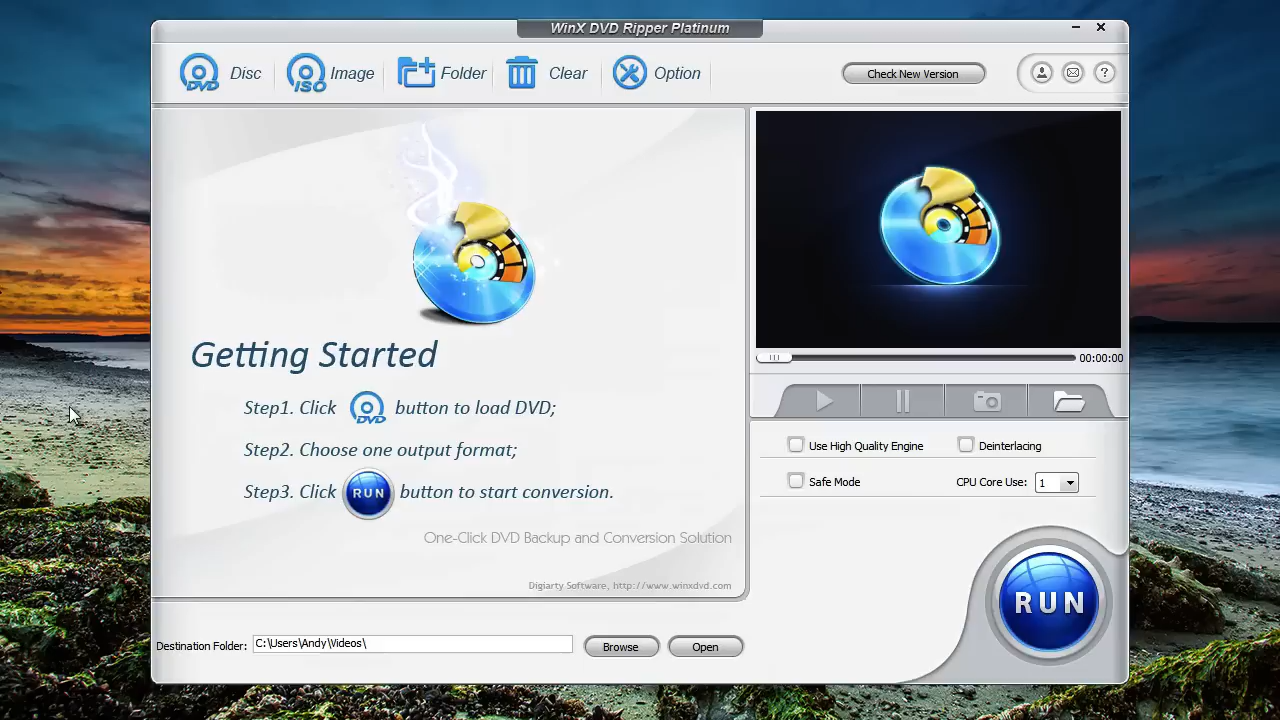 WinX DVD Ripper Platinum
DVD Disc
ISO Image
Folder
Clear
Option
Check New Version
?
00:00:00
Getting Started
Step1. Click DVD button to load DVD;
Step2. Choose one output format;
Step3. Click RUN button to start conversion.
One-Click DVD Backup and Conversion Solution
Digiarty Software, http://www.winxdvd.com
Use High Quality Engine
Deinterlacing
Safe Mode
CPU Core Use: 1
RUN
Destination Folder: C:\Users\Andy\Videos\
Browse
Open